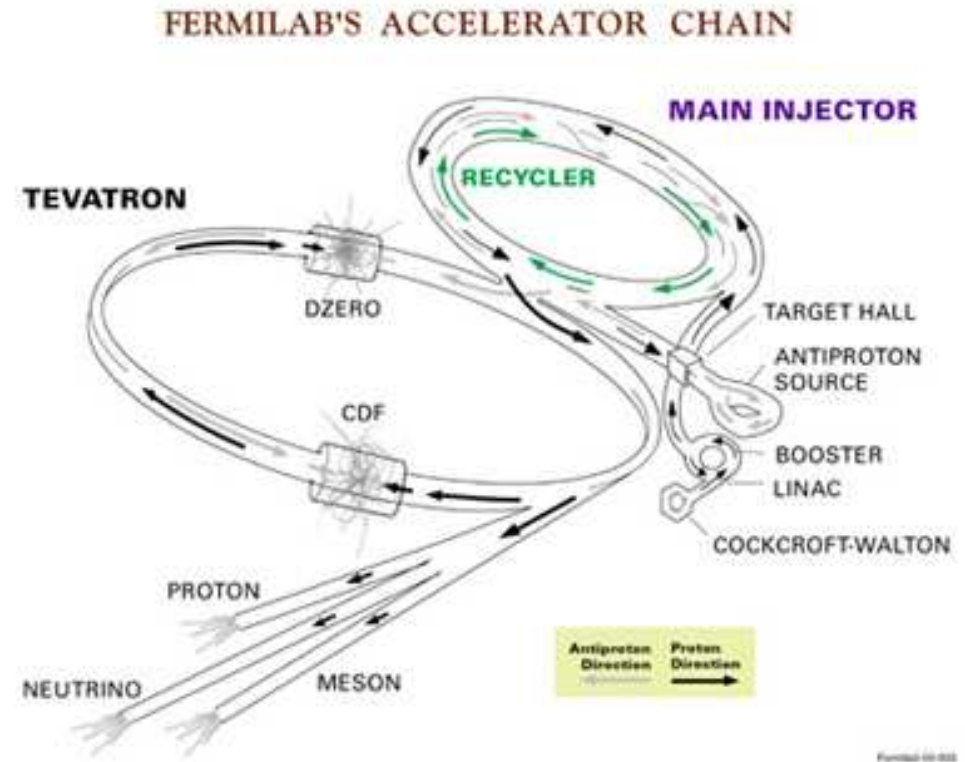 FERMILAB'S ACCELERATOR CHAIN
MAIN INJECTOR
RECYCLER
TEVATRON
DZERO
TARGET HALL
ANTIPROTON
SOURCE
CDF
BOOSTER
LINAC
COCKCROFT-WALTON
PROTON
NEUTRINO
MESON
Antiproton Proton
Direction Direction